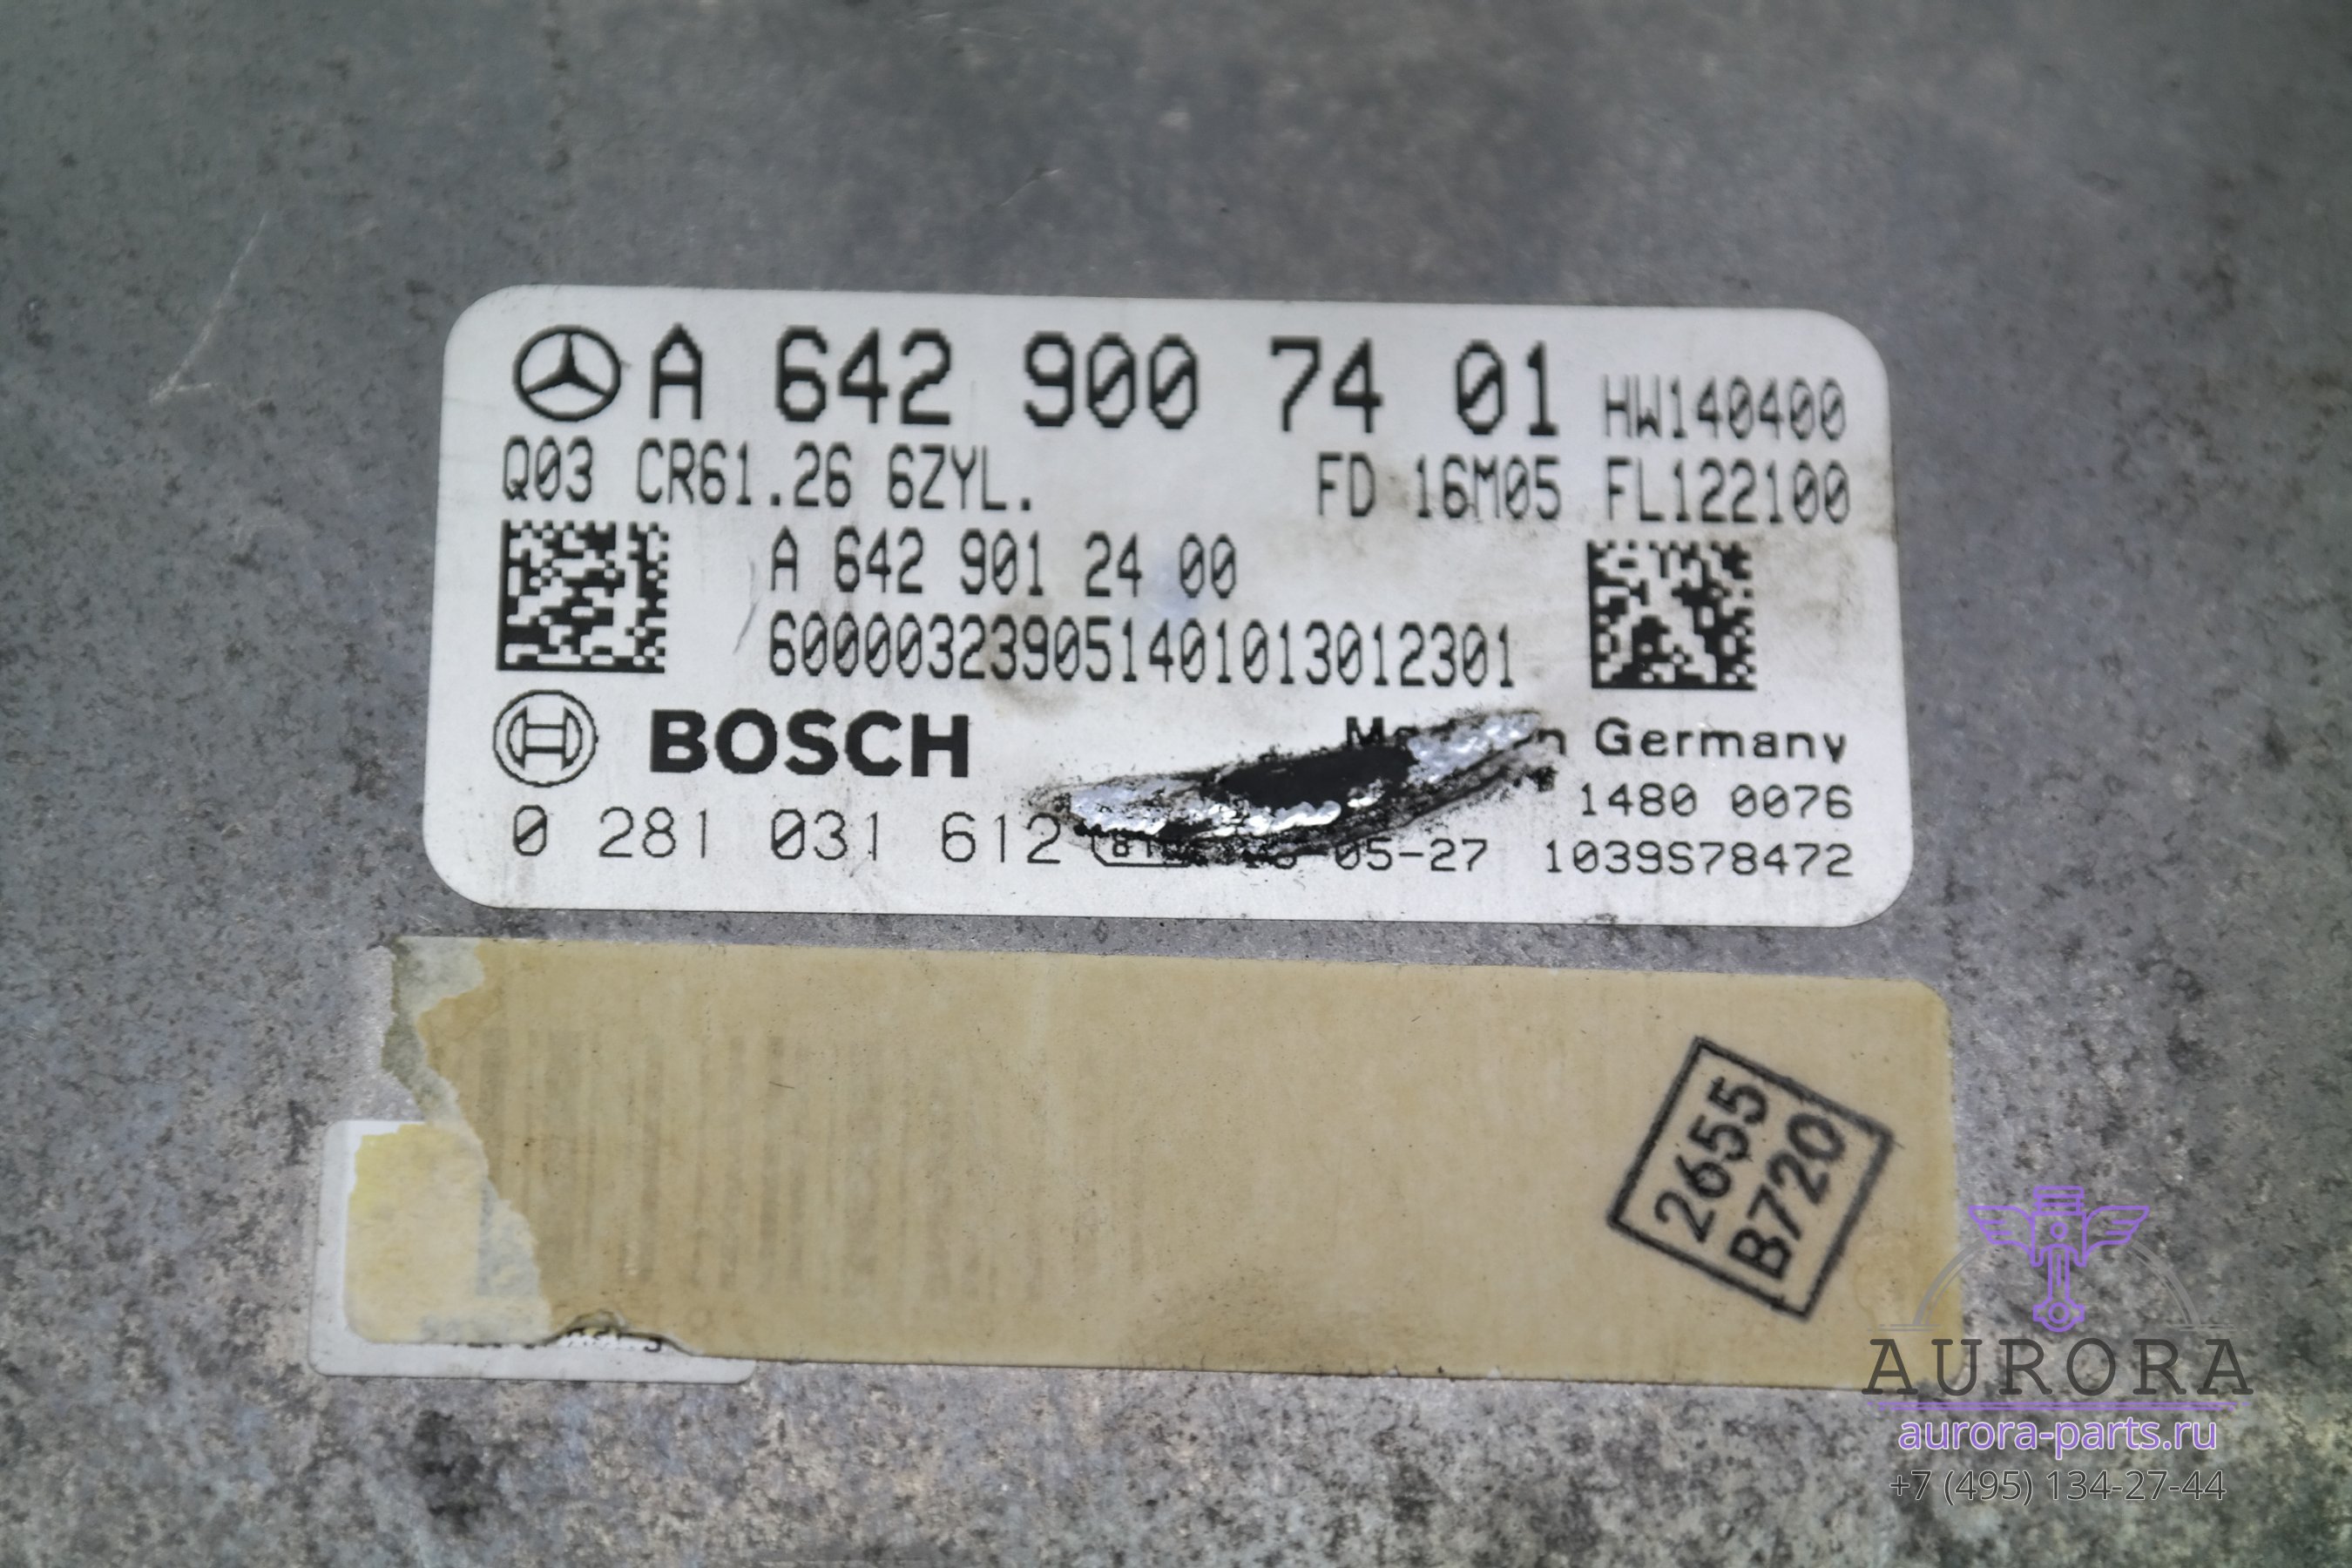 A 642 900 74 01 HW140400
Q03 CR61.26 6ZYL. FD 16M05 FL122100
A 642 901 24 00
6000032390514010130​12301
BOSCH
Germany
1480 0076
0 281 031 612 05-27 1039S78472
2655
B720
AURORA
aurora-parts.ru
+7 (495) 134-27-44